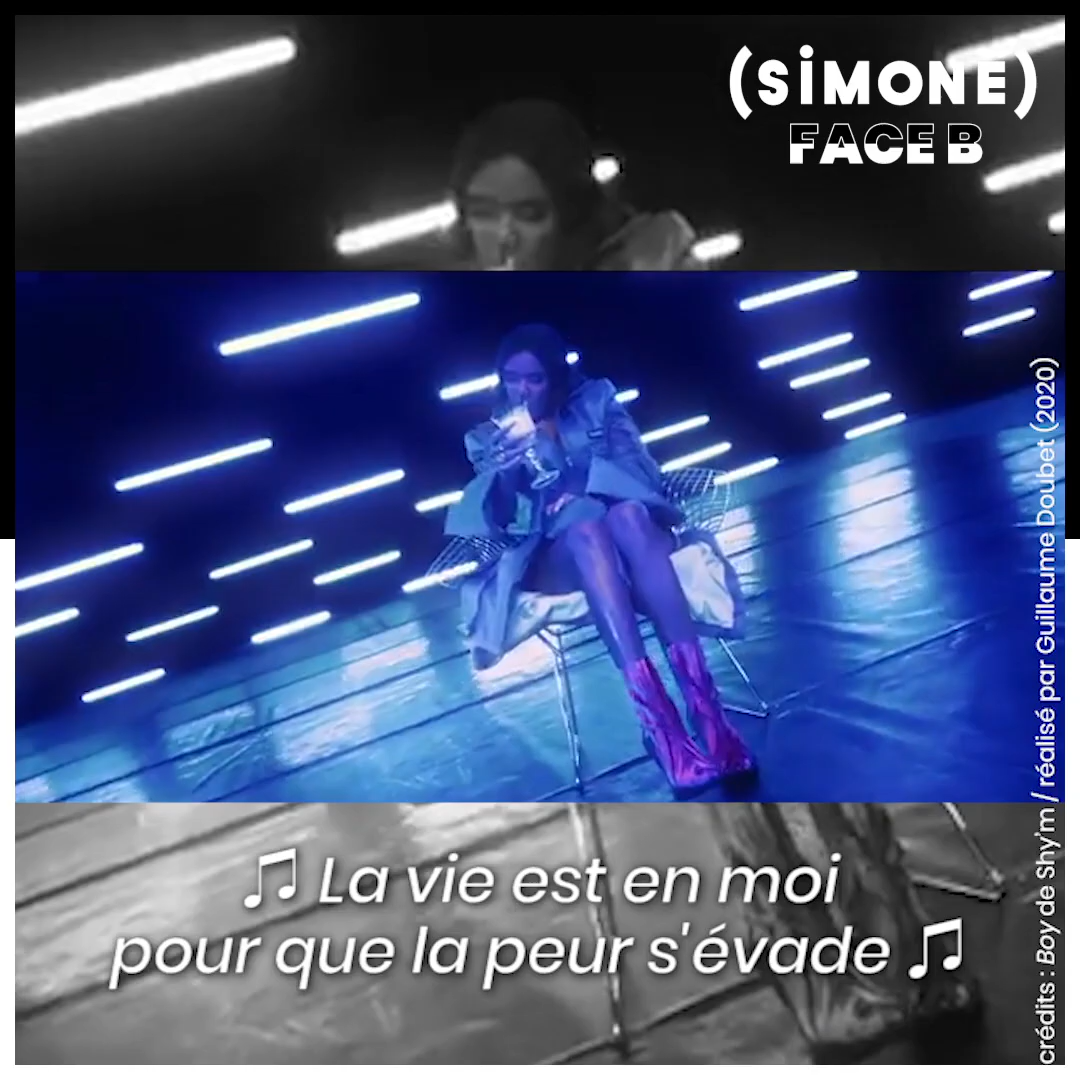 (SiMONE)
FACE B
♫ La vie est en moi
pour que la peur s'évade ♫
crédits : Boy de Shy'm / réalisé par Guillaume Doubet (2020)